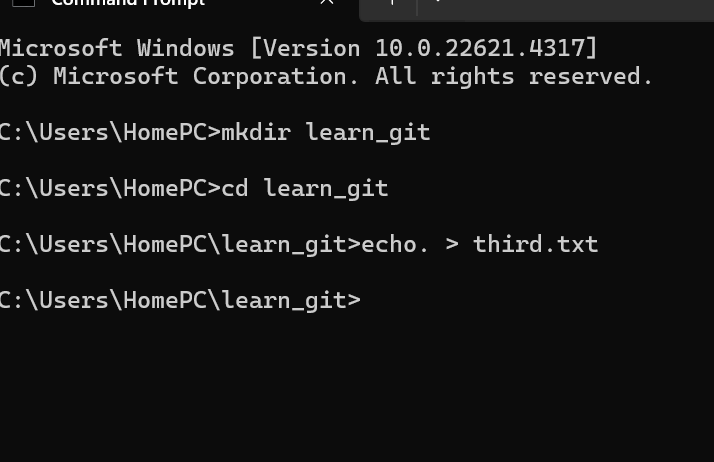 Command Prompt
Microsoft Windows [Version 10.0.22621.4317]
(c) Microsoft Corporation. All rights reserved.
C:\Users\HomePC>mkdir learn_git
C:\Users\HomePC>cd learn_git
C:\Users\HomePC\learn_git>echo. > third.txt
C:\Users\HomePC\learn_git>